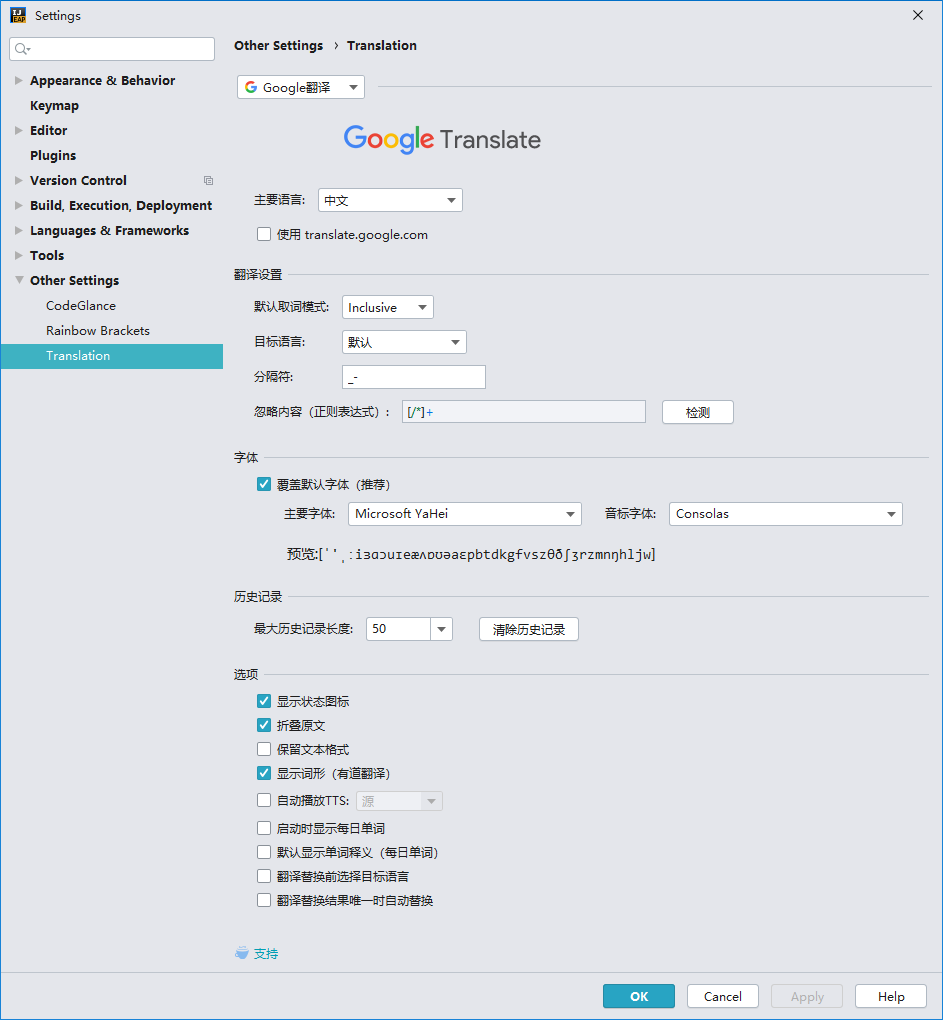 Settings
Other Settings › Translation
Appearance & Behavior
Keymap
Editor
Plugins
Version Control
Build, Execution, Deployment
Languages & Frameworks
Tools
Other Settings
CodeGlance
Rainbow Brackets
Translation
Google翻译
Google Translate
主要语言: 中文
使用 translate.google.com
翻译设置
默认取词模式: Inclusive
目标语言: 默认
分隔符: _-
忽略内容（正则表达式）: [/*]+ 检测
字体
覆盖默认字体（推荐）
主要字体: Microsoft YaHei 音标字体: Consolas
预览:[ˈ'ˌːiɜɑɔuɪeæʌɒʊəaɛpbtdkgfvszθðʃʒrzmnŋhljw]
历史记录
最大历史记录长度: 50 清除历史记录
选项
显示状态图标
折叠原文
保留文本格式
显示词形（有道翻译）
自动播放TTS: 源
启动时显示每日单词
默认显示单词释义（每日单词）
翻译替换前选择目标语言
翻译替换结果唯一时自动替换
支持
OK Cancel Apply Help